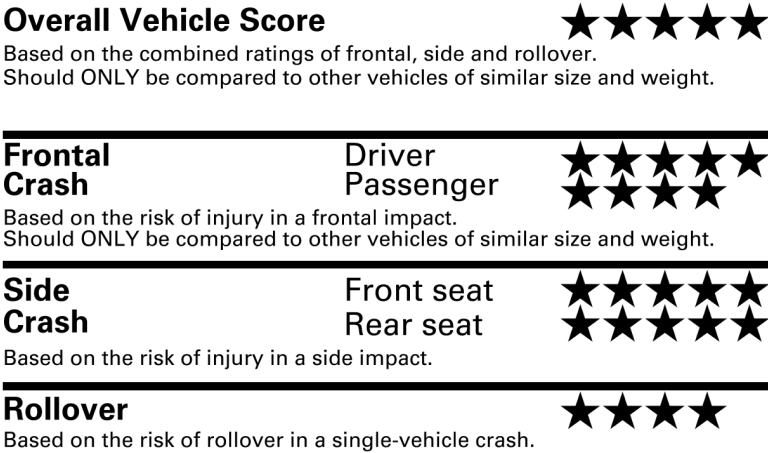 Overall Vehicle Score ★★★★★
Based on the combined ratings of frontal, side and rollover.
Should ONLY be compared to other vehicles of similar size and weight.
Frontal Driver ★★★★★
Crash Passenger ★★★★
Based on the risk of injury in a frontal impact.
Should ONLY be compared to other vehicles of similar size and weight.
Side Front seat ★★★★★
Crash Rear seat ★★★★★
Based on the risk of injury in a side impact.
Rollover ★★★★
Based on the risk of rollover in a single-vehicle crash.